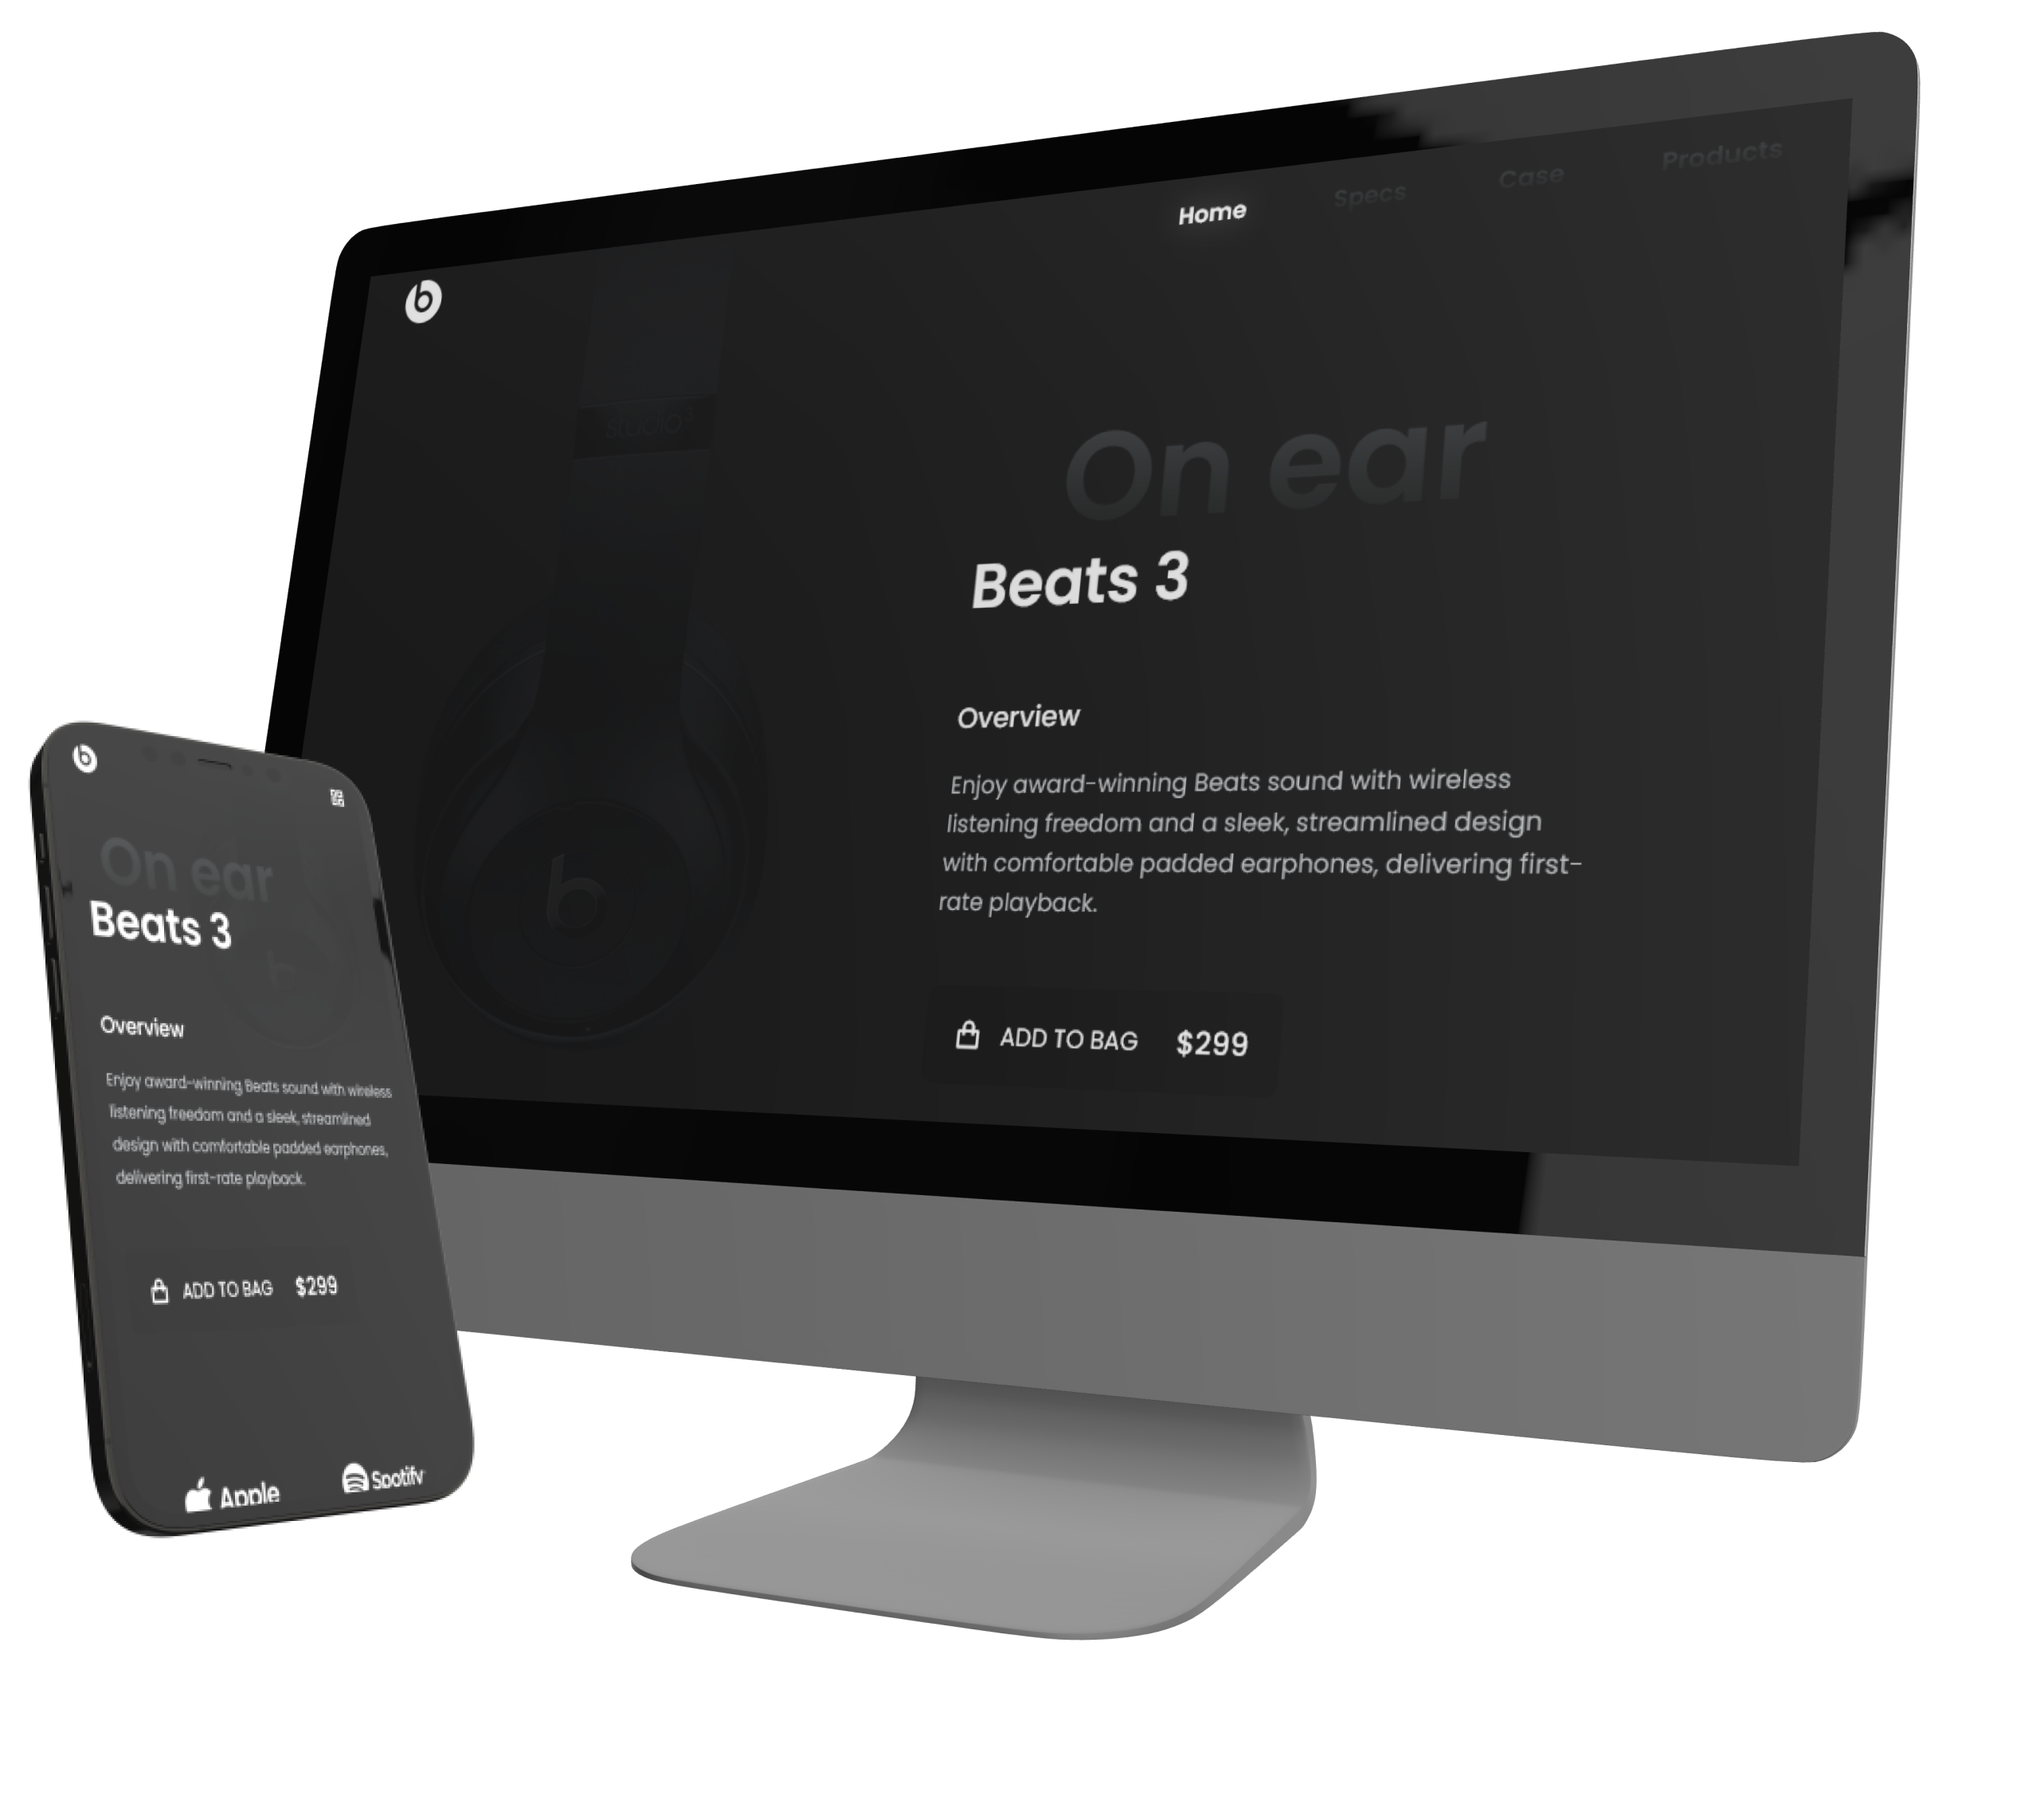 Home
Specs
Case
Products
studio3
On ear
Beats 3
Overview
Enjoy award-winning Beats sound with wireless
listening freedom and a sleek, streamlined design
with comfortable padded earphones, delivering first-
rate playback.
ADD TO BAG $299
On ear
Beats 3
Overview
Enjoy award-winning Beats sound with wireless
listening freedom and a sleek, streamlined
design with comfortable padded earphones,
delivering first-rate playback.
ADD TO BAG $299
Apple
Spotify